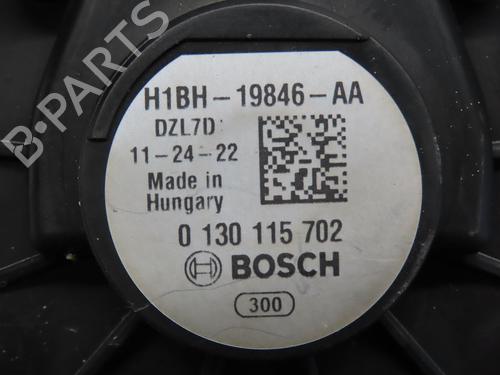 B-PARTS
H1BH-19846-AA
DZL7D
11-24-22
Made in
Hungary
0 130 115 702
BOSCH
300